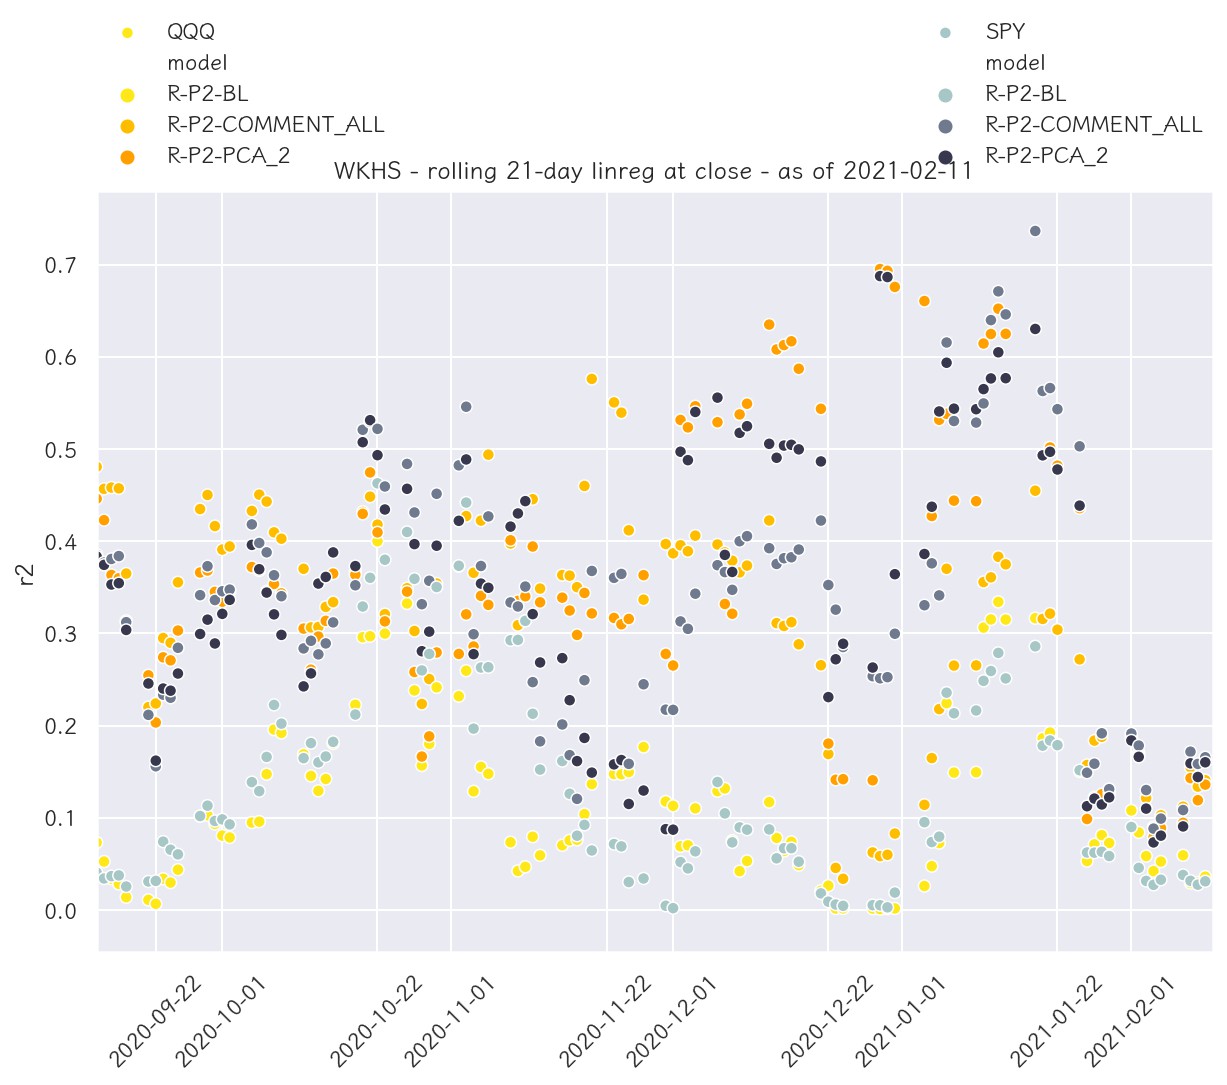 QQQ
model
R-P2-BL
R-P2-COMMENT_ALL
R-P2-PCA_2
SPY
model
R-P2-BL
R-P2-COMMENT_ALL
R-P2-PCA_2
WKHS - rolling 21-day linreg at close - as of 2021-02-11
r2
0.7
0.6
0.5
0.4
0.3
0.2
0.1
0.0
2020-09-22
2020-10-01
2020-10-22
2020-11-01
2020-11-22
2020-12-01
2020-12-22
2021-01-01
2021-01-22
2021-02-01